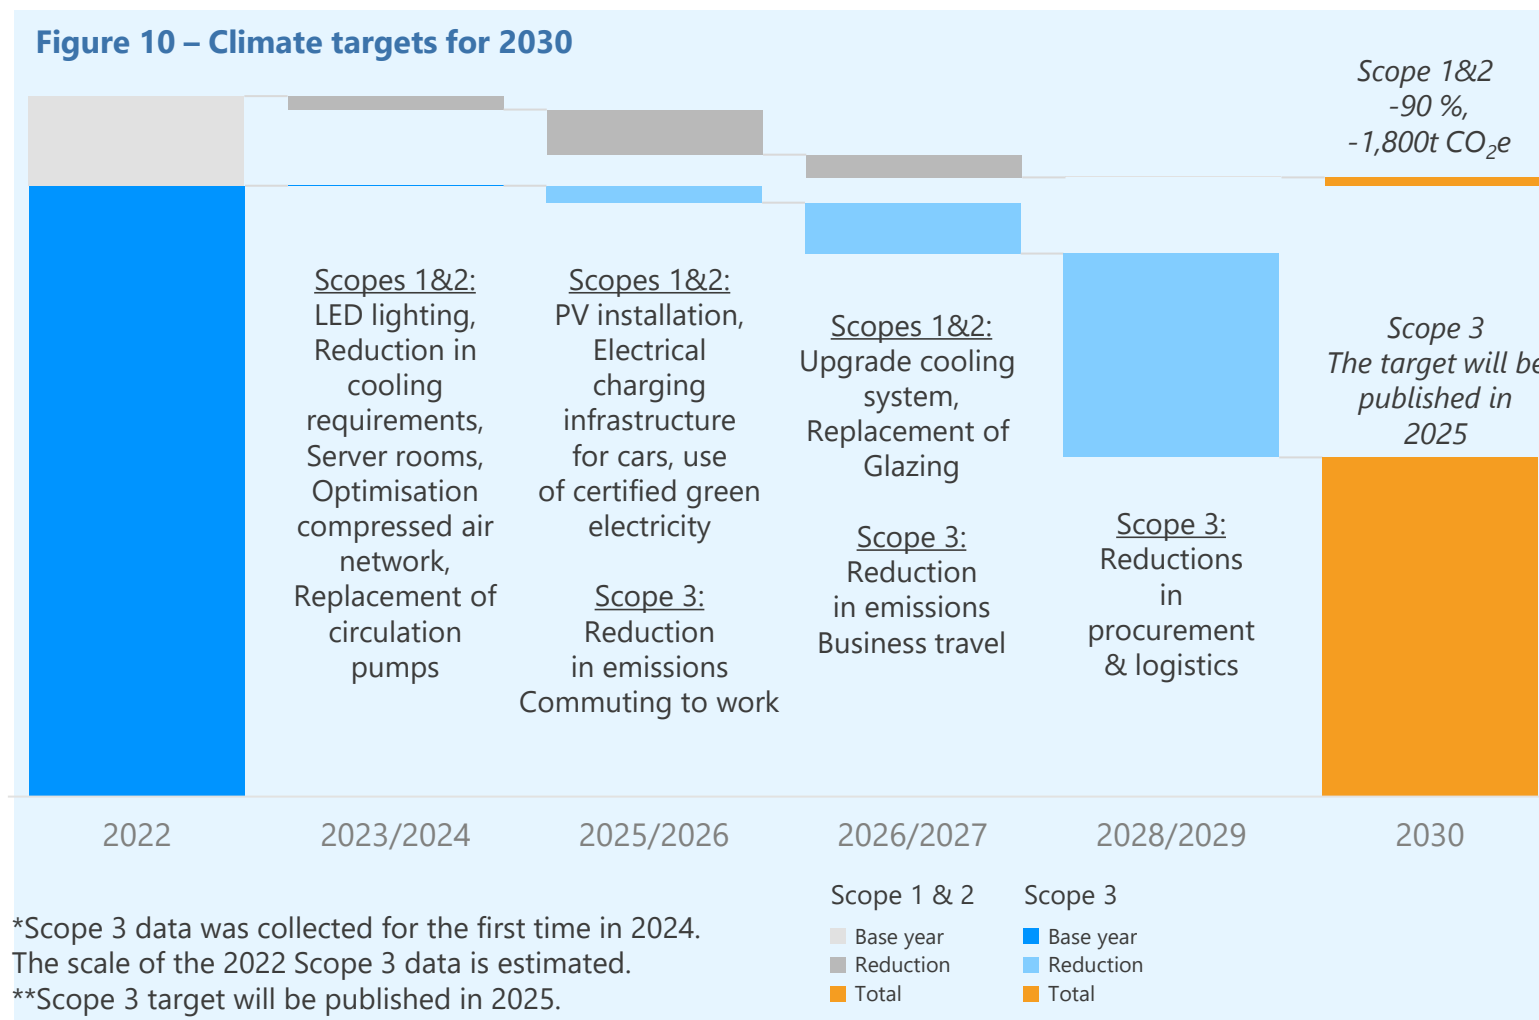 Figure 10 – Climate targets for 2030
Scope 1&2
-90 %,
-1,800t CO₂e
Scopes 1&2:
LED lighting,
Reduction in
cooling
requirements,
Server rooms,
Optimisation
compressed air
network,
Replacement of
circulation
pumps
Scopes 1&2:
PV installation,
Electrical
charging
infrastructure
for cars, use
of certified green
electricity
Scope 3:
Reduction
in emissions
Commuting to work
Scopes 1&2:
Upgrade cooling
system,
Replacement of
Glazing
Scope 3:
Reduction
in emissions
Business travel
Scope 3:
Reductions
in
procurement
& logistics
Scope 3
The target will be
published in
2025
2022
2023/2024
2025/2026
2026/2027
2028/2029
2030
Scope 1 & 2
Base year
Reduction
Total
Scope 3
Base year
Reduction
Total
*Scope 3 data was collected for the first time in 2024.
The scale of the 2022 Scope 3 data is estimated.
**Scope 3 target will be published in 2025.